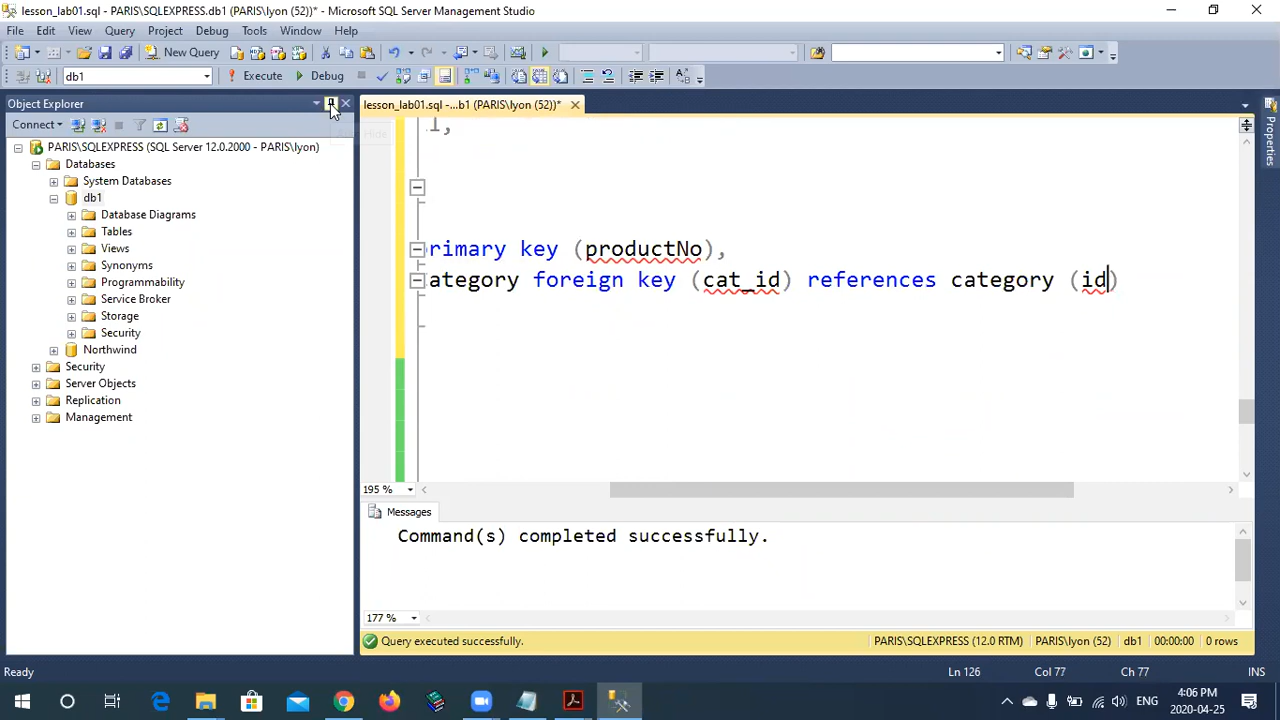 lesson_lab01.sql - PARIS\SQLEXPRESS.db1 (PARIS\lyon (52))* - Microsoft SQL Server Management Studio
File Edit View Query Project Debug Tools Window Help
New Query
db1 Execute Debug
Object Explorer
lesson_lab01.sql -...b1 (PARIS\lyon (52))*
Connect
PARIS\SQLEXPRESS (SQL Server 12.0.2000 - PARIS\lyon)
Databases
System Databases
db1
Database Diagrams
Tables
Views
Synonyms
Programmability
Service Broker
Storage
Security
Northwind
Security
Server Objects
Replication
Management
Properties
rimary key (productNo),
ategory foreign key (cat_id) references category (id)
195 %
Messages
Command(s) completed successfully.
177 %
Query executed successfully. PARIS\SQLEXPRESS (12.0 RTM) PARIS\lyon (52) db1 00:00:00 0 rows
Ready Ln 126 Col 77 Ch 77 INS
ENG
4:06 PM
2020-04-25